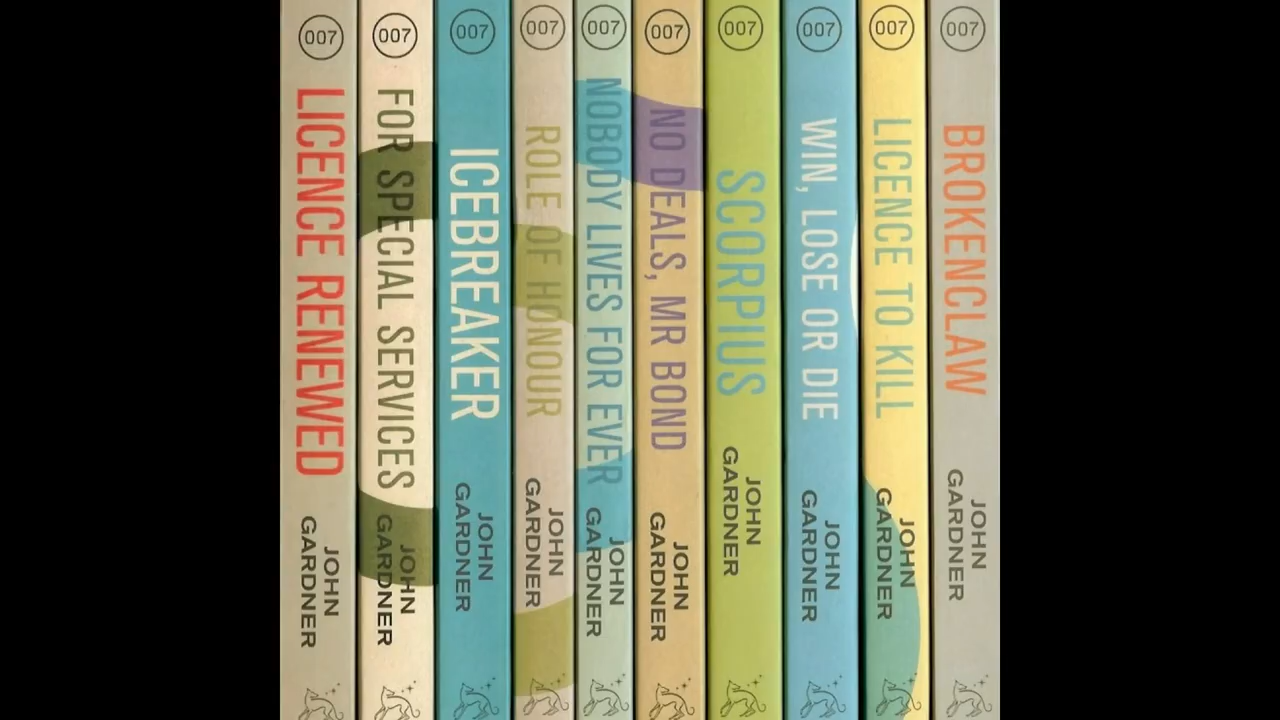 007
LICENCE RENEWED
JOHN
GARDNER
007
FOR SPECIAL SERVICES
JOHN
GARDNER
007
ICEBREAKER
JOHN
GARDNER
007
ROLE OF HONOUR
JOHN
GARDNER
007
NOBODY LIVES FOR EVER
JOHN
GARDNER
007
NO DEALS, MR BOND
JOHN
GARDNER
007
SCORPIUS
JOHN
GARDNER
007
WIN, LOSE OR DIE
JOHN
GARDNER
007
LICENCE TO KILL
JOHN
GARDNER
007
BROKENCLAW
JOHN
GARDNER